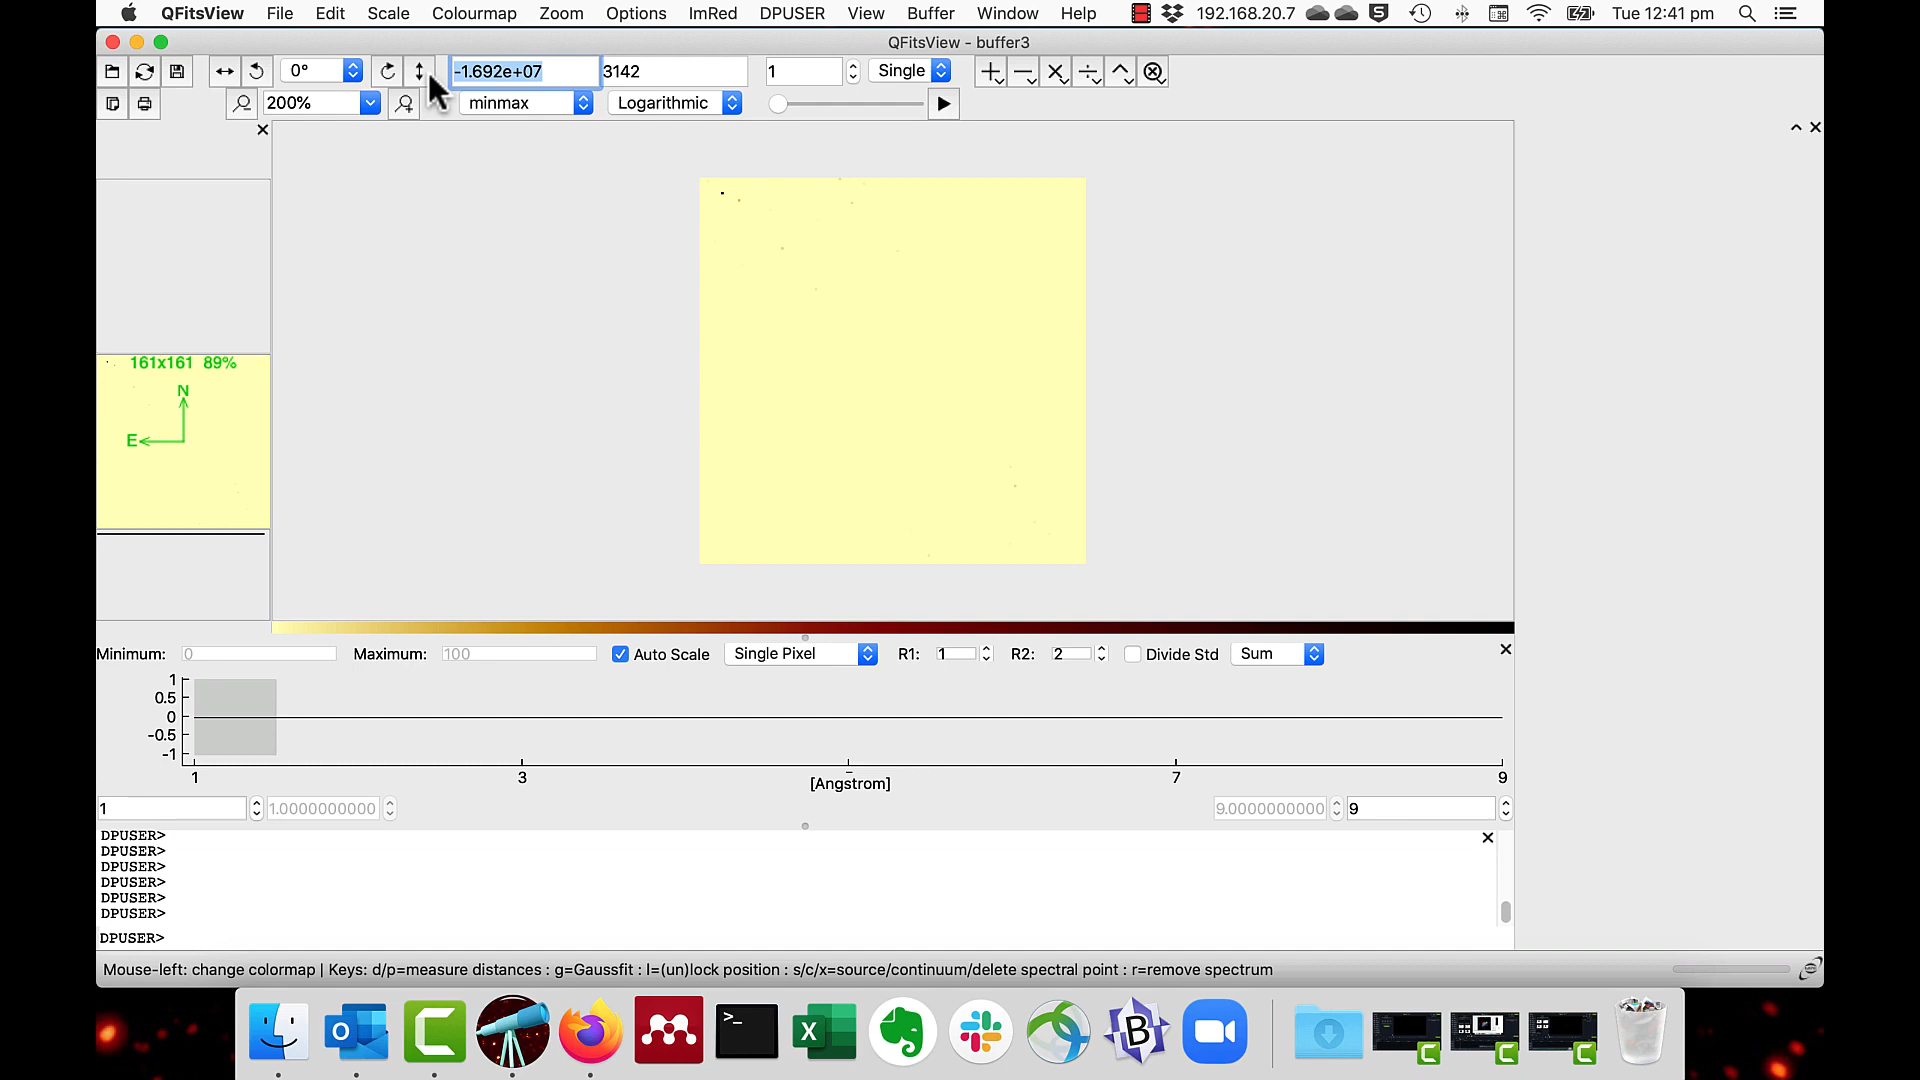 QFitsView File Edit Scale Colourmap Zoom Options ImRed DPUSER View Buffer Window Help 192.168.20.7 Tue 12:41 pm
QFitsView - buffer3
0° -1.692e+07 3142 1 Single
200% minmax Logarithmic
161x161 89%
N
E
Minimum: 0 Maximum: 100 Auto Scale Single Pixel R1: 1 R2: 2 Divide Std Sum
1
0.5
0
-0.5
-1
1 3 7 9
[Angstrom]
1 1.0000000000 9.0000000000 9
DPUSER>
DPUSER>
DPUSER>
DPUSER>
DPUSER>
DPUSER>
DPUSER>
Mouse-left: change colormap | Keys: d/p=measure distances : g=Gaussfit : l=(un)lock position : s/c/x=source/continuum/delete spectral point : r=remove spectrum